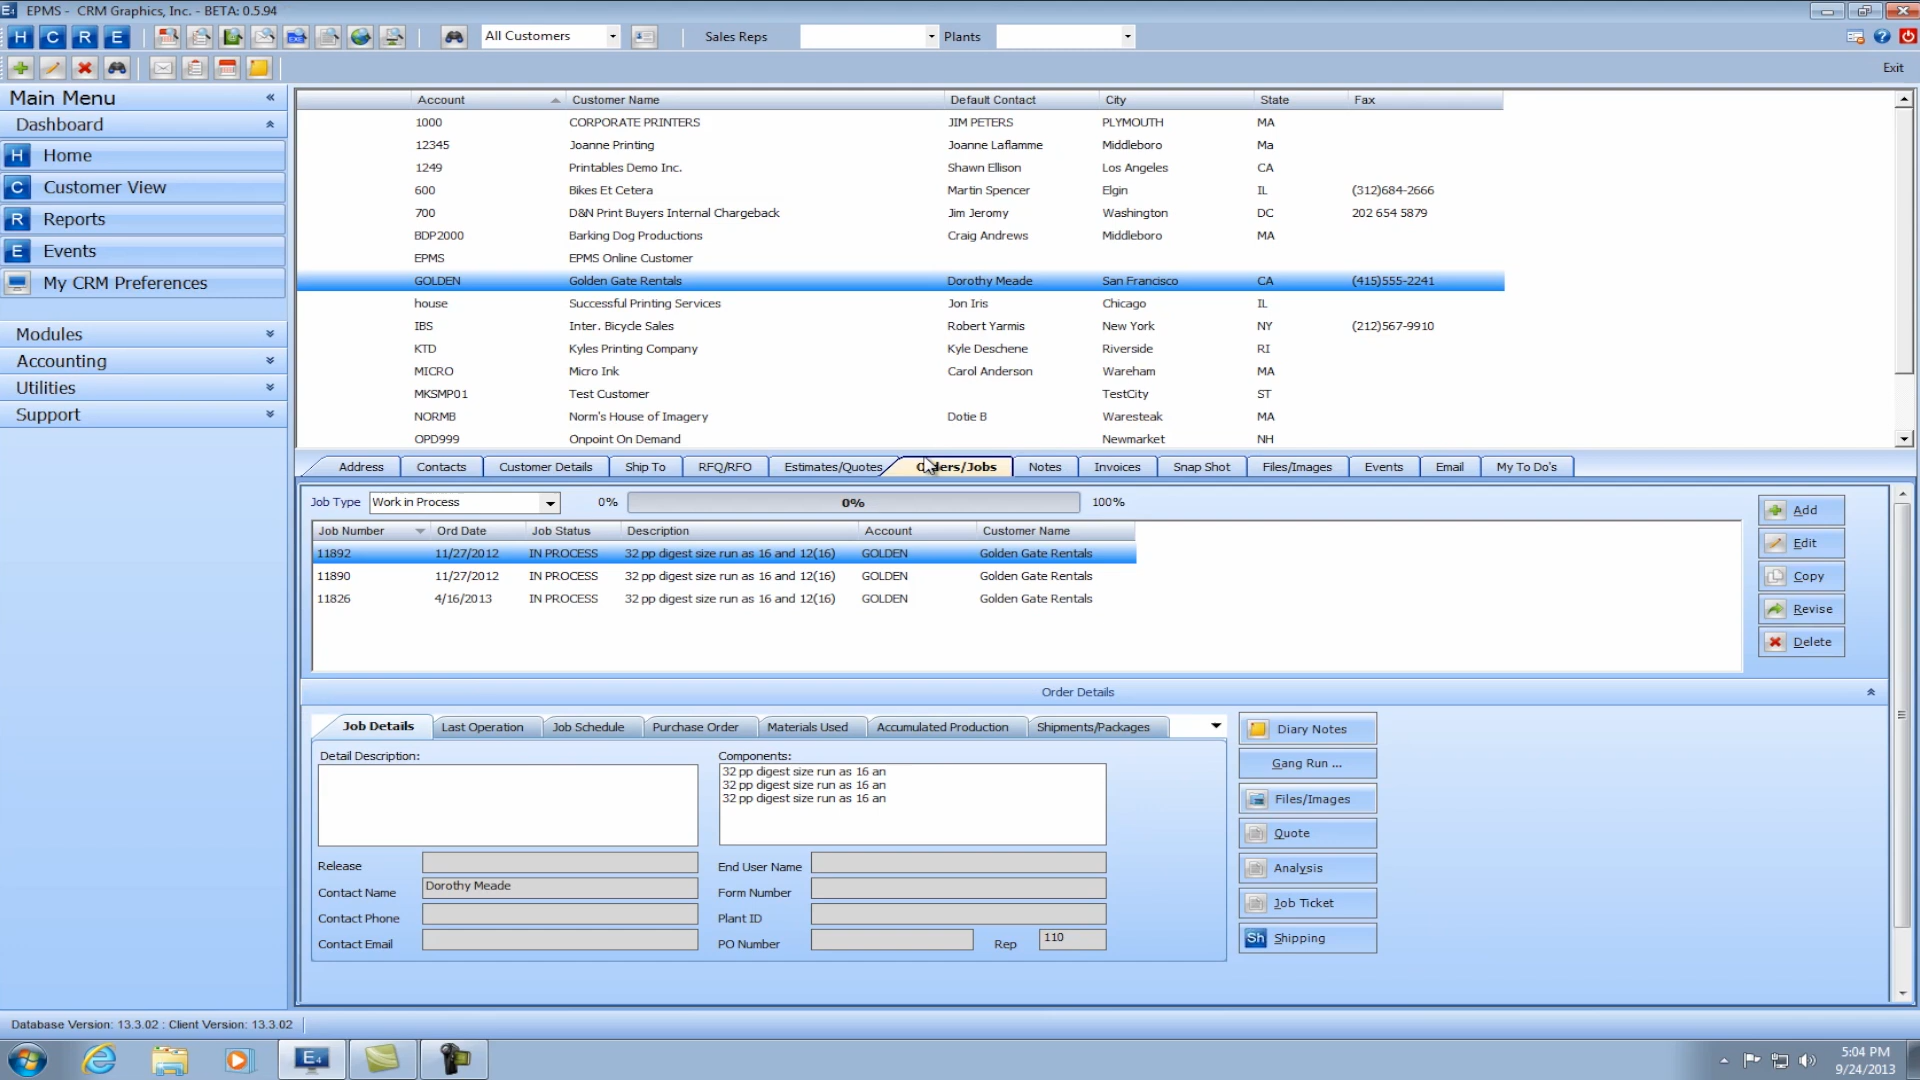 EPMS - CRM Graphics, Inc. - BETA: 0.5.94
H C R E All Customers Sales Reps Plants
Exit
Main Menu
Dashboard
H Home
C Customer View
R Reports
E Events
My CRM Preferences
Modules
Accounting
Utilities
Support
Account Customer Name Default Contact City State Fax
1000 CORPORATE PRINTERS JIM PETERS PLYMOUTH MA
12345 Joanne Printing Joanne Laflamme Middleboro Ma
1249 Printables Demo Inc. Shawn Ellison Los Angeles CA
600 Bikes Et Cetera Martin Spencer Elgin IL (312)684-2666
700 D&N Print Buyers Internal Chargeback Jim Jeromy Washington DC 202 654 5879
BDP2000 Barking Dog Productions Craig Andrews Middleboro MA
EPMS EPMS Online Customer
GOLDEN Golden Gate Rentals Dorothy Meade San Francisco CA (415)555-2241
house Successful Printing Services Jon Iris Chicago IL
IBS Inter. Bicycle Sales Robert Yarmis New York NY (212)567-9910
KTD Kyles Printing Company Kyle Deschene Riverside RI
MICRO Micro Ink Carol Anderson Wareham MA
MKSMP01 Test Customer TestCity ST
NORMB Norm's House of Imagery Dotie B Waresteak MA
OPD999 Onpoint On Demand Newmarket NH
Address Contacts Customer Details Ship To RFQ/RFO Estimates/Quotes Orders/Jobs Notes Invoices Snap Shot Files/Images Events Email My To Do's
Job Type Work in Process 0% 0% 100%
Job Number Ord Date Job Status Description Account Customer Name
11892 11/27/2012 IN PROCESS 32 pp digest size run as 16 and 12(16) GOLDEN Golden Gate Rentals
11890 11/27/2012 IN PROCESS 32 pp digest size run as 16 and 12(16) GOLDEN Golden Gate Rentals
11826 4/16/2013 IN PROCESS 32 pp digest size run as 16 and 12(16) GOLDEN Golden Gate Rentals
Add
Edit
Copy
Revise
Delete
Order Details
Job Details Last Operation Job Schedule Purchase Order Materials Used Accumulated Production Shipments/Packages
Detail Description: Components:
32 pp digest size run as 16 an
32 pp digest size run as 16 an
32 pp digest size run as 16 an
Release End User Name
Contact Name Dorothy Meade Form Number
Contact Phone Plant ID
Contact Email PO Number Rep 110
Diary Notes
Gang Run ...
Files/Images
Quote
Analysis
Job Ticket
Sh Shipping
Database Version: 13.3.02 : Client Version: 13.3.02
E4
5:04 PM
9/24/2013